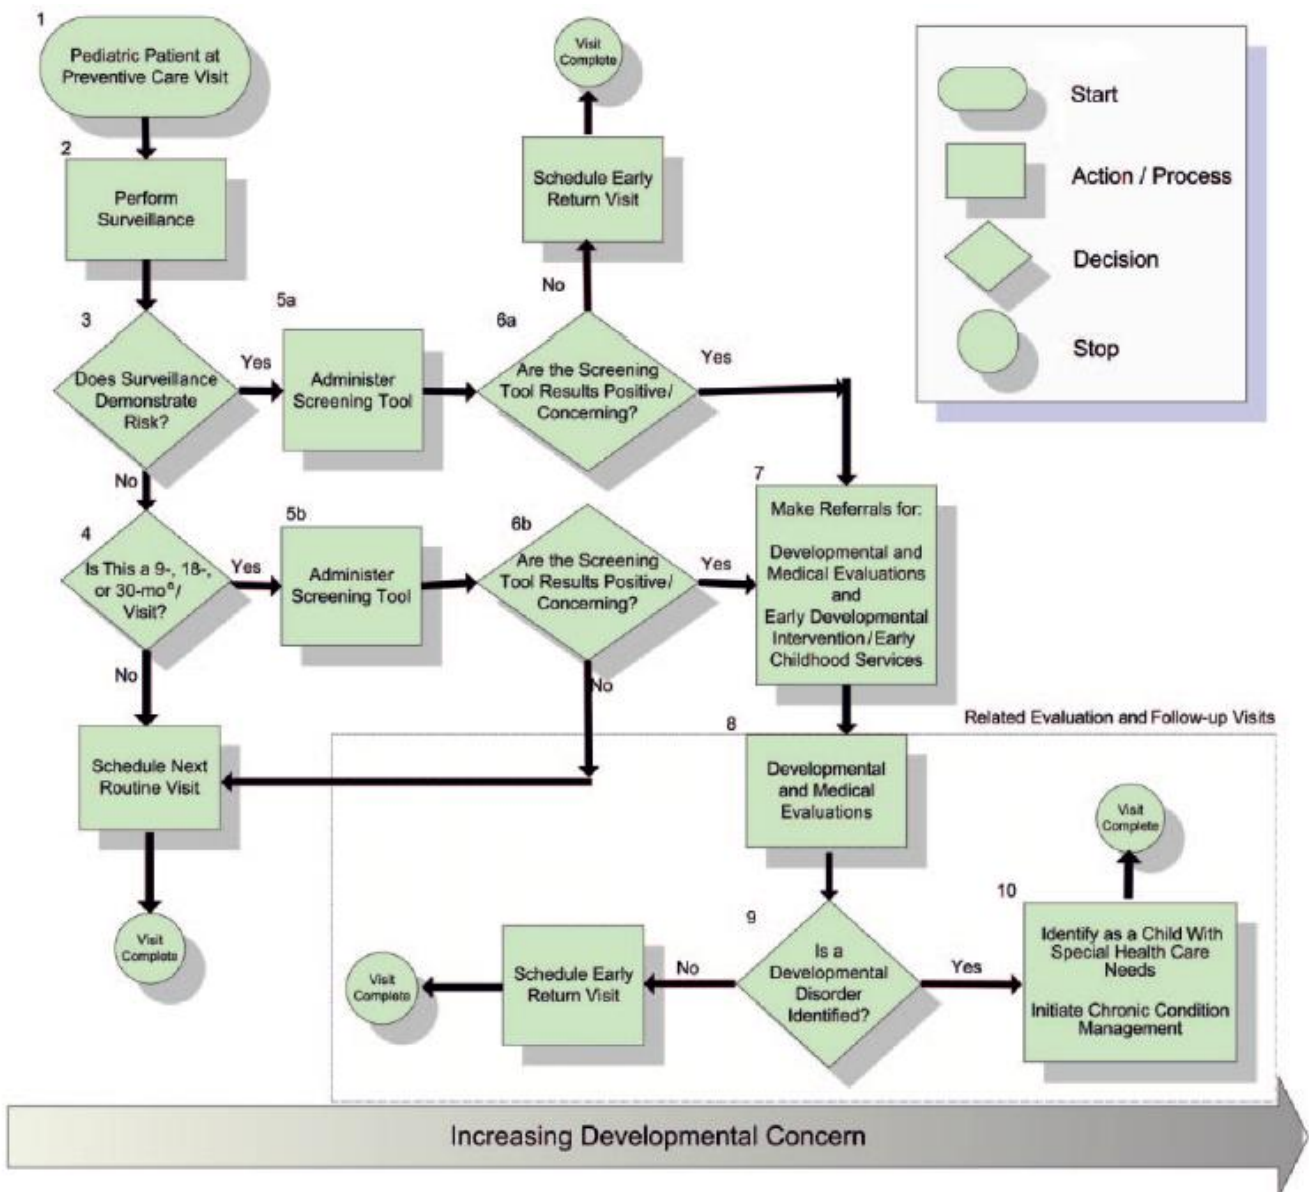 1
Pediatric Patient at
Preventive Care Visit
2
Perform
Surveillance
3
Does Surveillance
Demonstrate
Risk?
Yes
No
5a
Administer
Screening Tool
6a
Are the Screening
Tool Results Positive/
Concerning?
No
Yes
Schedule Early
Return Visit
Visit
Complete
Start
Action / Process
Decision
Stop
4
Is This a 9-, 18-,
or 30-moᵃ/
Visit?
Yes
No
5b
Administer
Screening Tool
6b
Are the Screening
Tool Results Positive/
Concerning?
Yes
No
7
Make Referrals for:
Developmental and
Medical Evaluations
and
Early Developmental
Intervention/Early
Childhood Services
Schedule Next
Routine Visit
Visit
Complete
Related Evaluation and Follow-up Visits
8
Developmental
and Medical
Evaluations
9
Is a
Developmental
Disorder
Identified?
No
Schedule Early
Return Visit
Visit
Complete
Yes
10
Identify as a Child With
Special Health Care
Needs
Initiate Chronic Condition
Management
Visit
Complete
Increasing Developmental Concern